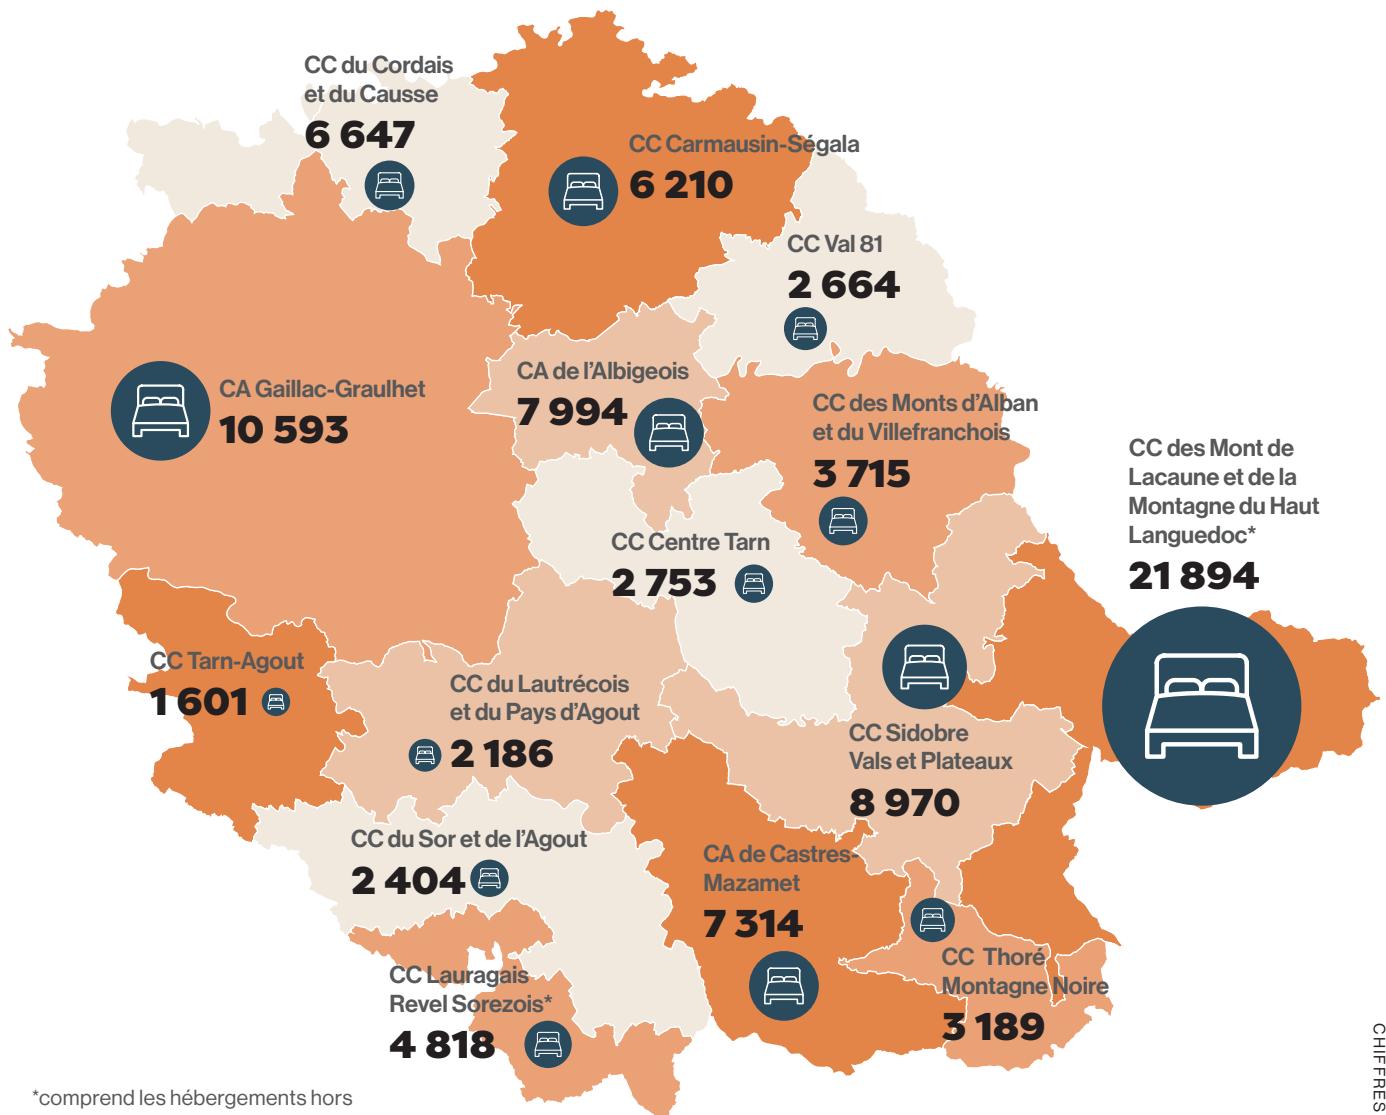 CC du Cordais
et du Causse
6 647
CC Carmausin-Ségala
6 210
CC Val 81
2 664
CA Gaillac-Graulhet
10 593
CA de l'Albigeois
7 994
CC des Monts d'Alban
et du Villefranchois
3 715
CC des Mont de
Lacaune et de la
Montagne du Haut
Languedoc*
21 894
CC Centre Tarn
2 753
CC Tarn-Agout
1 601
CC du Lautrécois
et du Pays d'Agout
2 186
CC Sidobre
Vals et Plateaux
8 970
CC du Sor et de l'Agout
2 404
CA de Castres-
Mazamet
7 314
CC Thoré
Montagne Noire
3 189
CC Lauragais
Revel Sorezois*
4 818
*comprend les hébergements hors
CHIFFRES